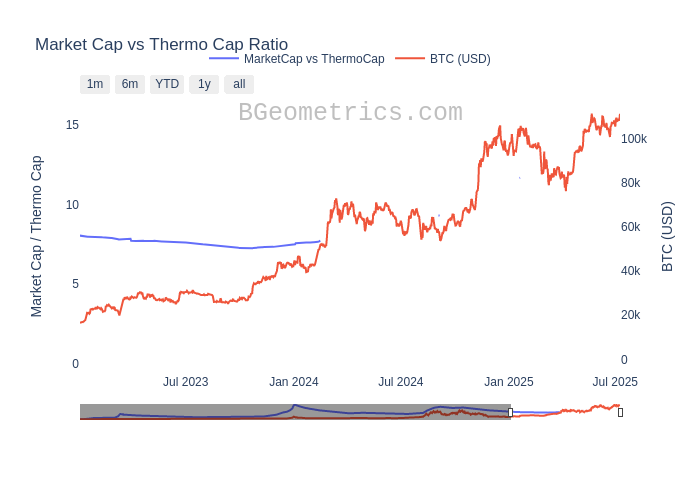 Market Cap vs Thermo Cap Ratio
MarketCap vs ThermoCap
BTC (USD)
1m
6m
YTD
1y
all
BGeometrics.com
15
10
5
0
Market Cap / Thermo Cap
100k
80k
60k
40k
20k
0
BTC (USD)
Jul 2023
Jan 2024
Jul 2024
Jan 2025
Jul 2025